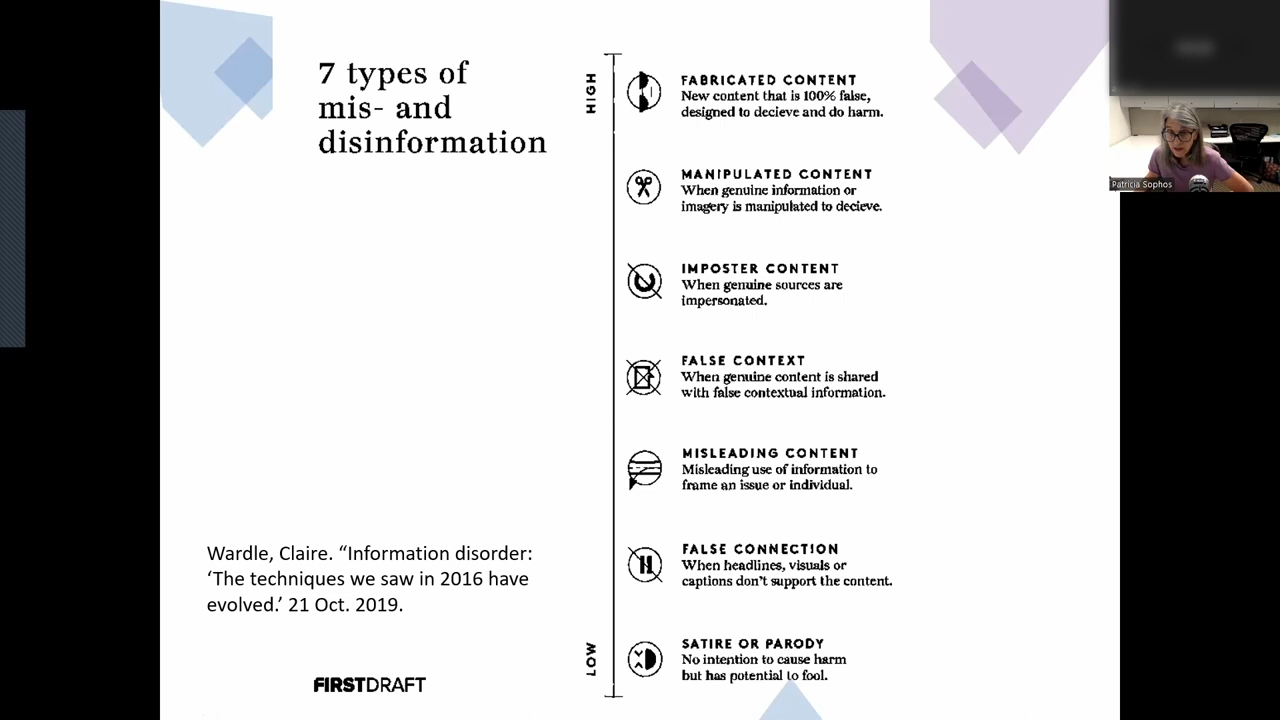 7 types of
mis- and
disinformation
HIGH
FABRICATED CONTENT
New content that is 100% false,
designed to decieve and do harm.
MANIPULATED CONTENT
When genuine information or
imagery is manipulated to decieve.
IMPOSTER CONTENT
When genuine sources are
impersonated.
FALSE CONTEXT
When genuine content is shared
with false contextual information.
MISLEADING CONTENT
Misleading use of information to
frame an issue or individual.
FALSE CONNECTION
When headlines, visuals or
captions don't support the content.
LOW
SATIRE OR PARODY
No intention to cause harm
but has potential to fool.
Wardle, Claire. “Information disorder:
‘The techniques we saw in 2016 have
evolved.’ 21 Oct. 2019.
FIRSTDRAFT
Patricia Sophos